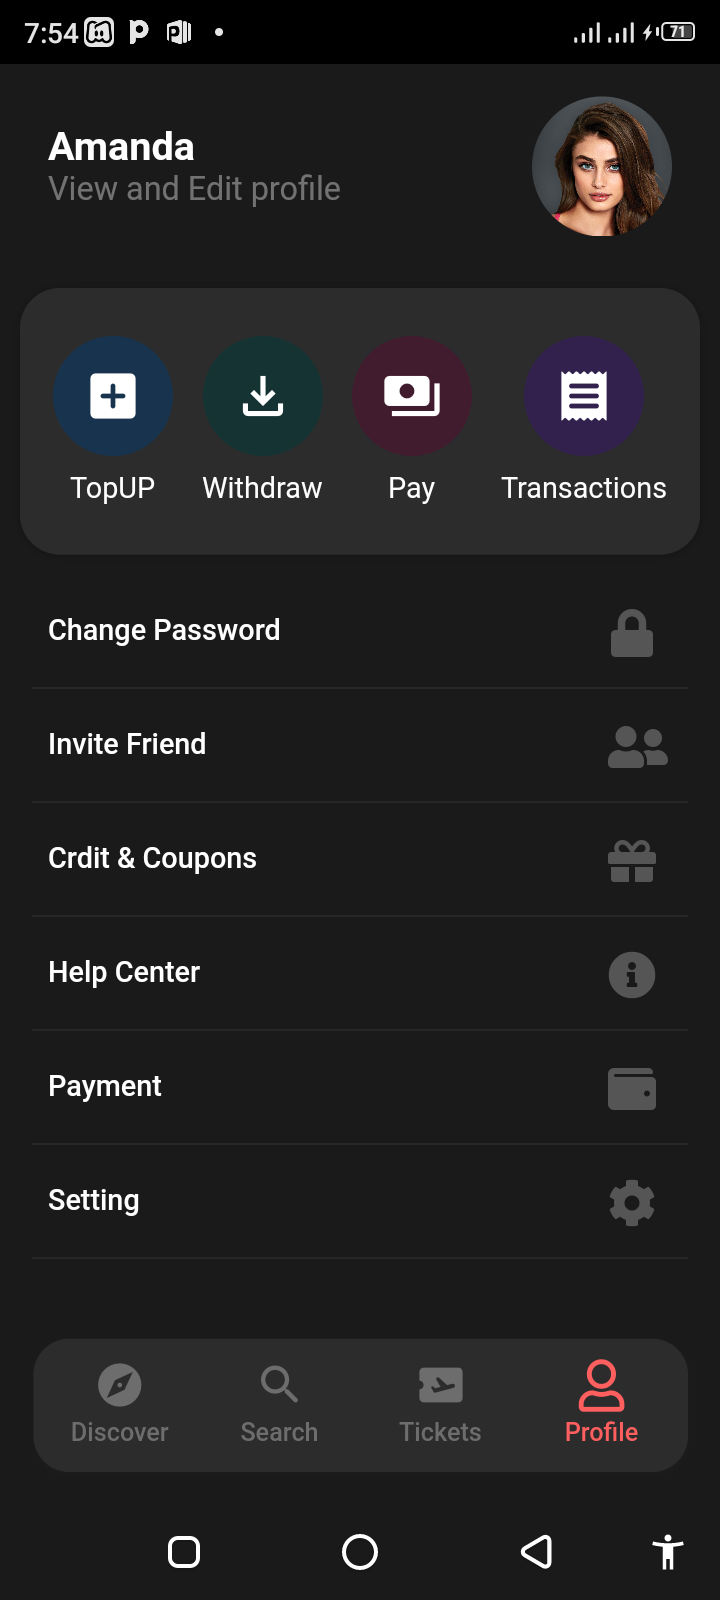 7:54
71
Amanda
View and Edit profile
TopUP Withdraw Pay Transactions
Change Password
Invite Friend
Crdit & Coupons
Help Center
Payment
Setting
Discover Search Tickets Profile